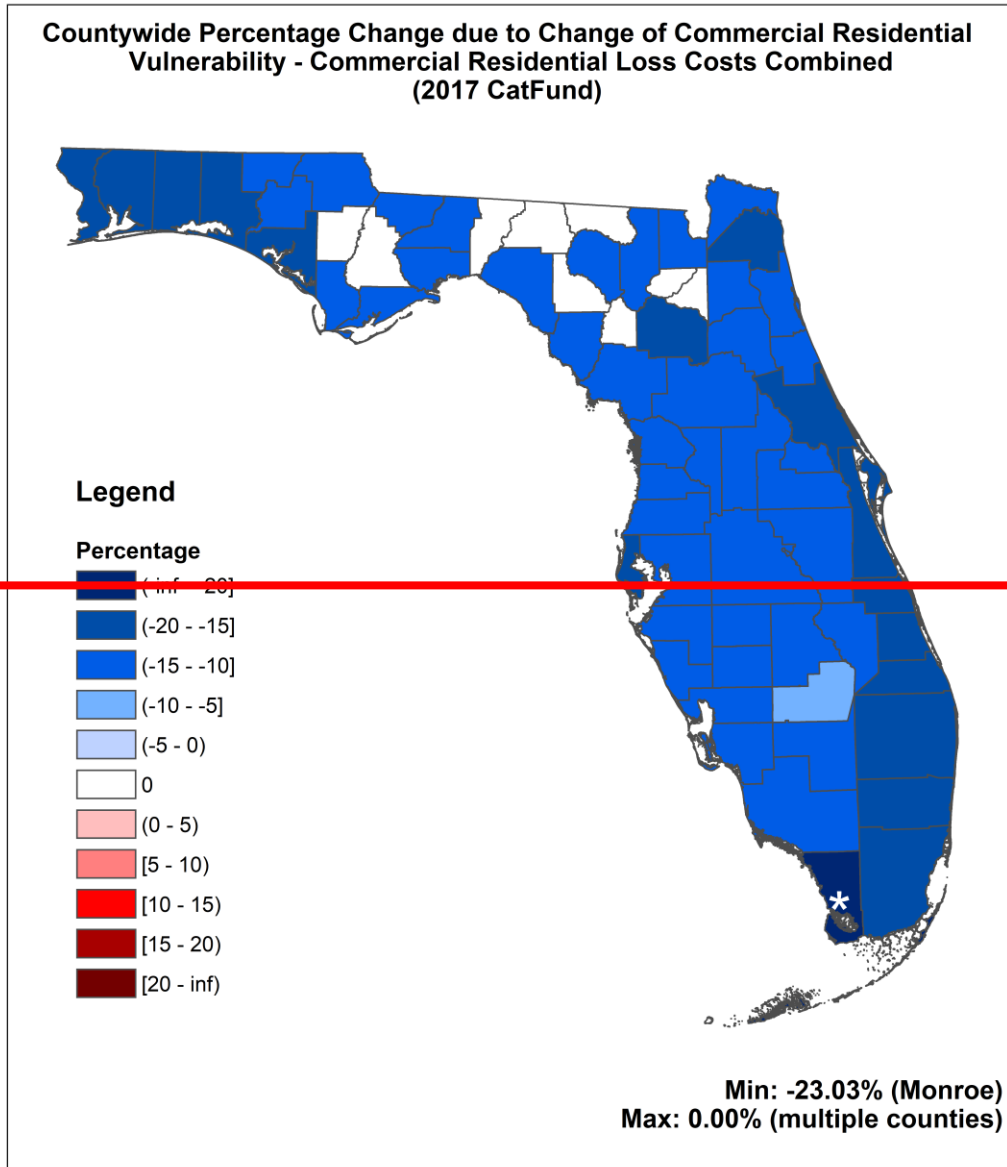 Countywide Percentage Change due to Change of Commercial Residential
Vulnerability - Commercial Residential Loss Costs Combined
(2017 CatFund)
Legend
Percentage
(-inf - -20]
(-20 - -15]
(-15 - -10]
(-10 - -5]
(-5 - 0)
0
(0 - 5)
[5 - 10)
[10 - 15)
[15 - 20)
[20 - inf)
*
Min: -23.03% (Monroe)
Max: 0.00% (multiple counties)